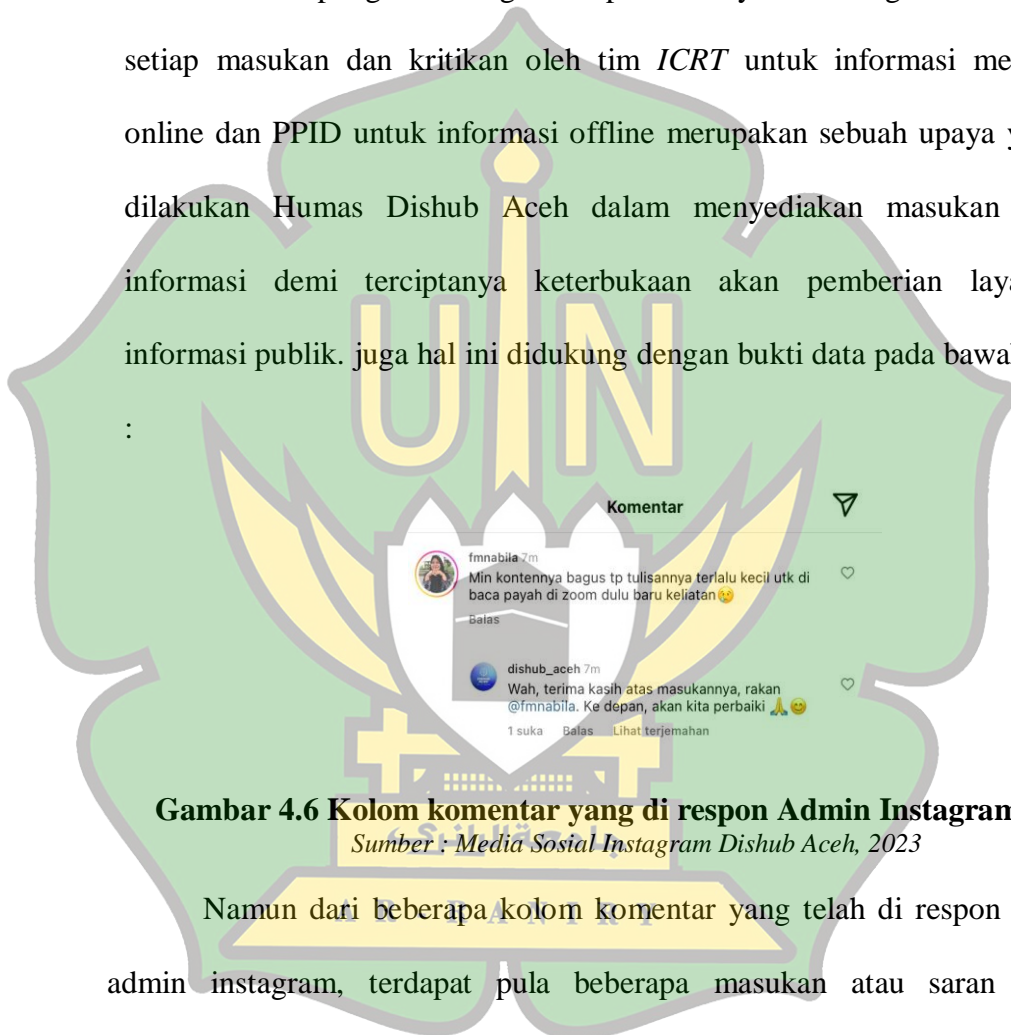 setiap masukan dan kritikan oleh tim ICRT untuk informasi me
online dan PPID untuk informasi offline merupakan sebuah upaya y
dilakukan Humas Dishub Aceh dalam menyediakan masukan
informasi demi terciptanya keterbukaan akan pemberian laya
informasi publik. juga hal ini didukung dengan bukti data pada bawa
:
UIN
Komentar
fmnabila 7m
Min kontennya bagus tp tulisannya terlalu kecil utk di
baca payah di zoom dulu baru keliatan😢
Balas
dishub_aceh 7m
Wah, terima kasih atas masukannya, rakan
@fmnabila. Ke depan, akan kita perbaiki 🙏😊
1 suka Balas Lihat terjemahan
Gambar 4.6 Kolom komentar yang di respon Admin Instagram
جامعة الرانري
Sumber : Media Sosial Instagram Dishub Aceh, 2023
AR-RANIRY
Namun dari beberapa kolom komentar yang telah di respon
admin instagram, terdapat pula beberapa masukan atau saran